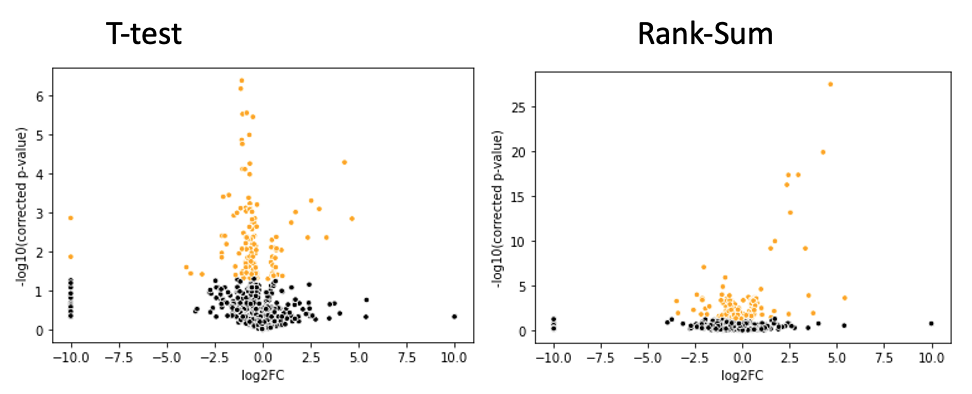 T-test
Rank-Sum
-log10(corrected p-value)
6
5
4
3
2
1
0
−10.0 −7.5 −5.0 −2.5 0.0 2.5 5.0 7.5 10.0
log2FC
-log10(corrected p-value)
25
20
15
10
5
0
−10.0 −7.5 −5.0 −2.5 0.0 2.5 5.0 7.5 10.0
log2FC